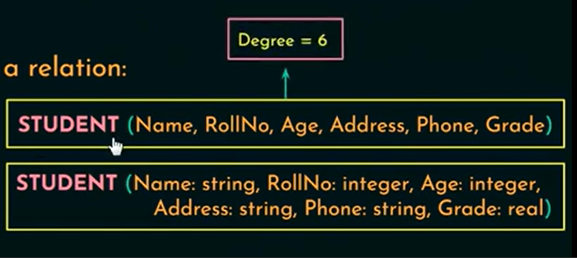 Degree = 6
a relation:
STUDENT (Name, RollNo, Age, Address, Phone, Grade)
STUDENT (Name: string, RollNo: integer, Age: integer,
Address: string, Phone: string, Grade: real)